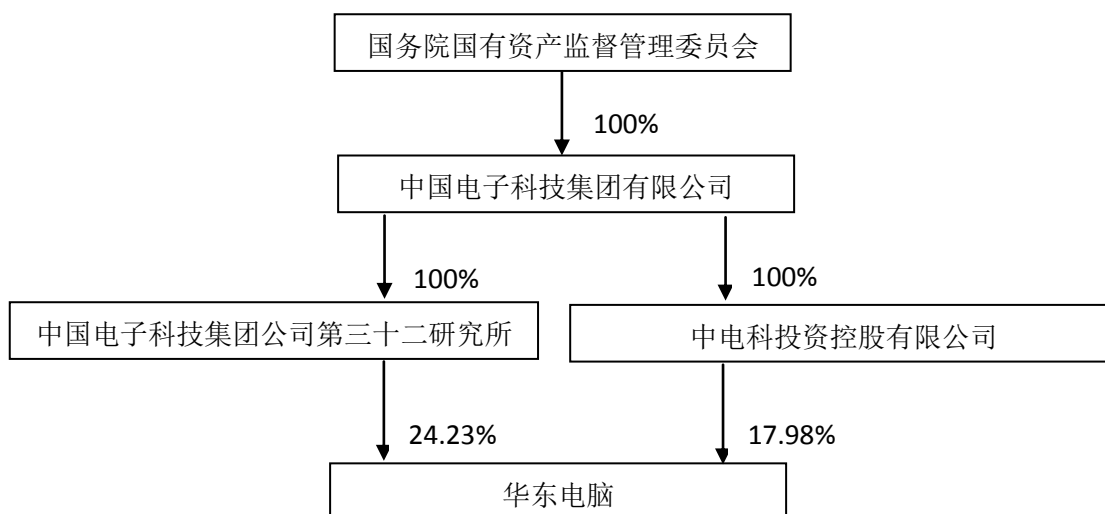 国务院国有资产监督管理委员会
100%
中国电子科技集团有限公司
100%
100%
中国电子科技集团公司第三十二研究所
中电科投资控股有限公司
24.23%
17.98%
华东电脑